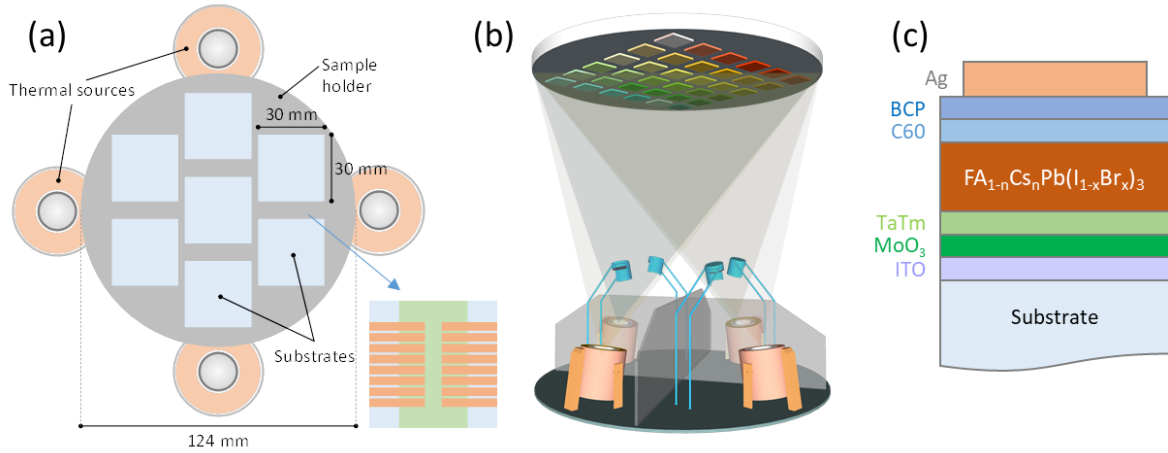 (a)
Thermal sources
Sample
holder
30 mm
30 mm
Substrates
124 mm
(b)
(c)
Ag
BCP
C60
FA₁₋ₙCsₙPb(I₁₋ₓBrₓ)₃
TaTm
MoO₃
ITO
Substrate